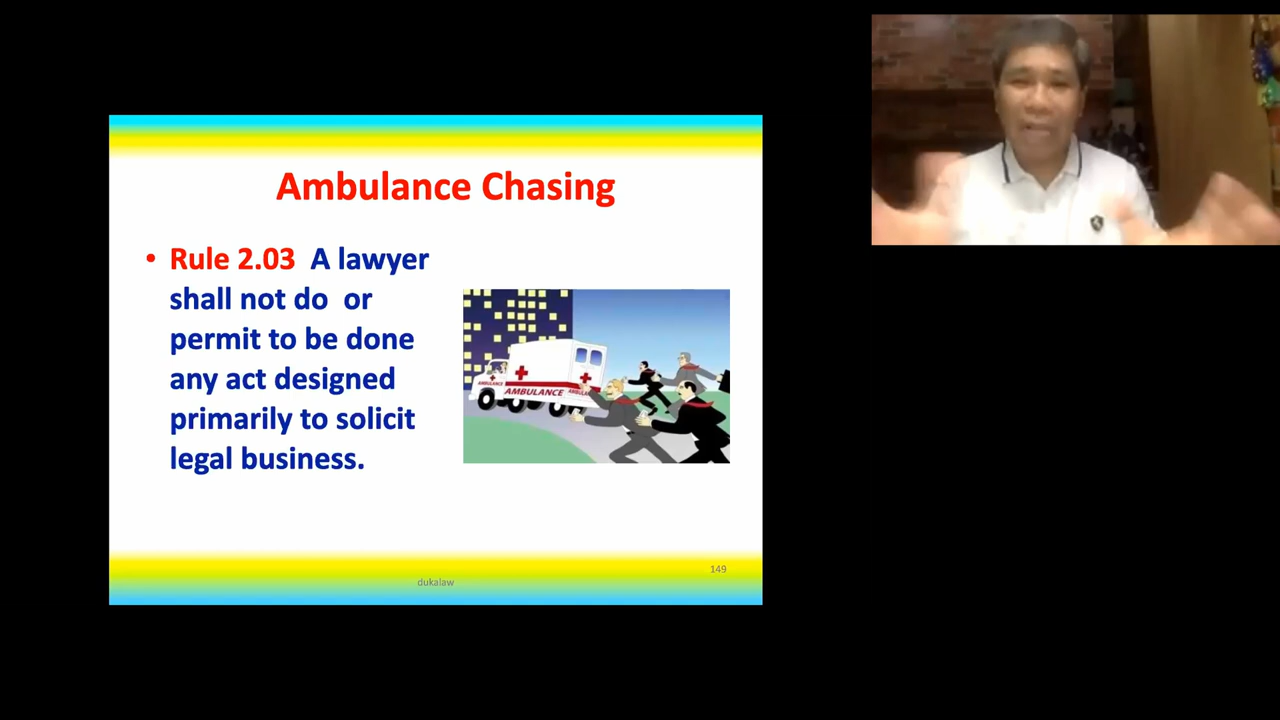 Ambulance Chasing
• Rule 2.03 A lawyer
shall not do or
permit to be done
any act designed
primarily to solicit
legal business.
AMBULANCE
AMBULANCE
149
dukalaw